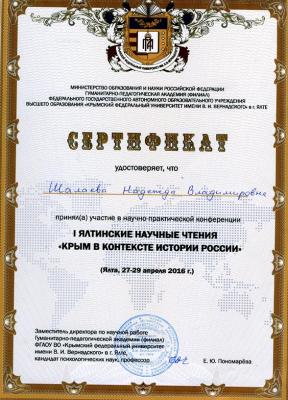 МИНИСТЕРСТВО ОБРАЗОВАНИЯ И НАУКИ РОССИЙСКОЙ ФЕДЕРАЦИИ
ГУМАНИТАРНО-ПЕДАГОГИЧЕСКАЯ АКАДЕМИЯ (ФИЛИАЛ)
ФЕДЕРАЛЬНОГО ГОСУДАРСТВЕННОГО АВТОНОМНОГО ОБРАЗОВАТЕЛЬНОГО УЧРЕЖДЕНИЯ
ВЫСШЕГО ОБРАЗОВАНИЯ «КРЫМСКИЙ ФЕДЕРАЛЬНЫЙ УНИВЕРСИТЕТ ИМЕНИ В. И. ВЕРНАДСКОГО» в г. ЯЛТЕ
СЕРТИФИКАТ
удостоверяет, что
Шалаева Надежда Владимировна
принял(а) участие в научно-практической конференции
I ЯЛТИНСКИЕ НАУЧНЫЕ ЧТЕНИЯ
«КРЫМ В КОНТЕКСТЕ ИСТОРИИ РОССИИ»
(Ялта, 27-29 апреля 2016 г.)
Заместитель директора по научной работе
Гуманитарно-педагогической академии (филиал)
ФГАОУ ВО «Крымский федеральный университет
имени В. И. Вернадского» в г. Ялте,
кандидат психологических наук, профессор
Е. Ю. Пономарёва